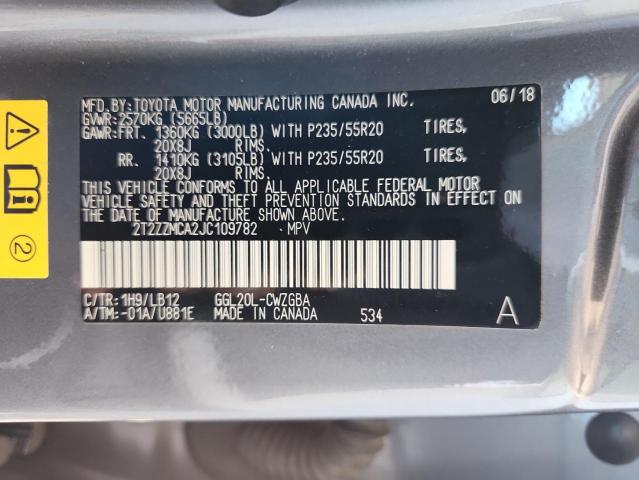 MFD.BY:TOYOTA MOTOR MANUFACTURING CANADA INC. 06/18
GVWR:2570KG (5665LB)
GAWR:FRT. 1360KG (3000LB) WITH P235/55R20 TIRES,
20X8J RIMS.
RR. 1410KG (3105LB) WITH P235/55R20 TIRES,
20X8J RIMS.
THIS VEHICLE CONFORMS TO ALL APPLICABLE FEDERAL MOTOR
VEHICLE SAFETY AND THEFT PREVENTION STANDARDS IN EFFECT ON
THE DATE OF MANUFACTURE SHOWN ABOVE.
2T2ZZMCA2JC109782 MPV
C/TR:1H9/LB12 GGL20L-CWZGBA
A/TM:-01A/U881E MADE IN CANADA 534 A
2